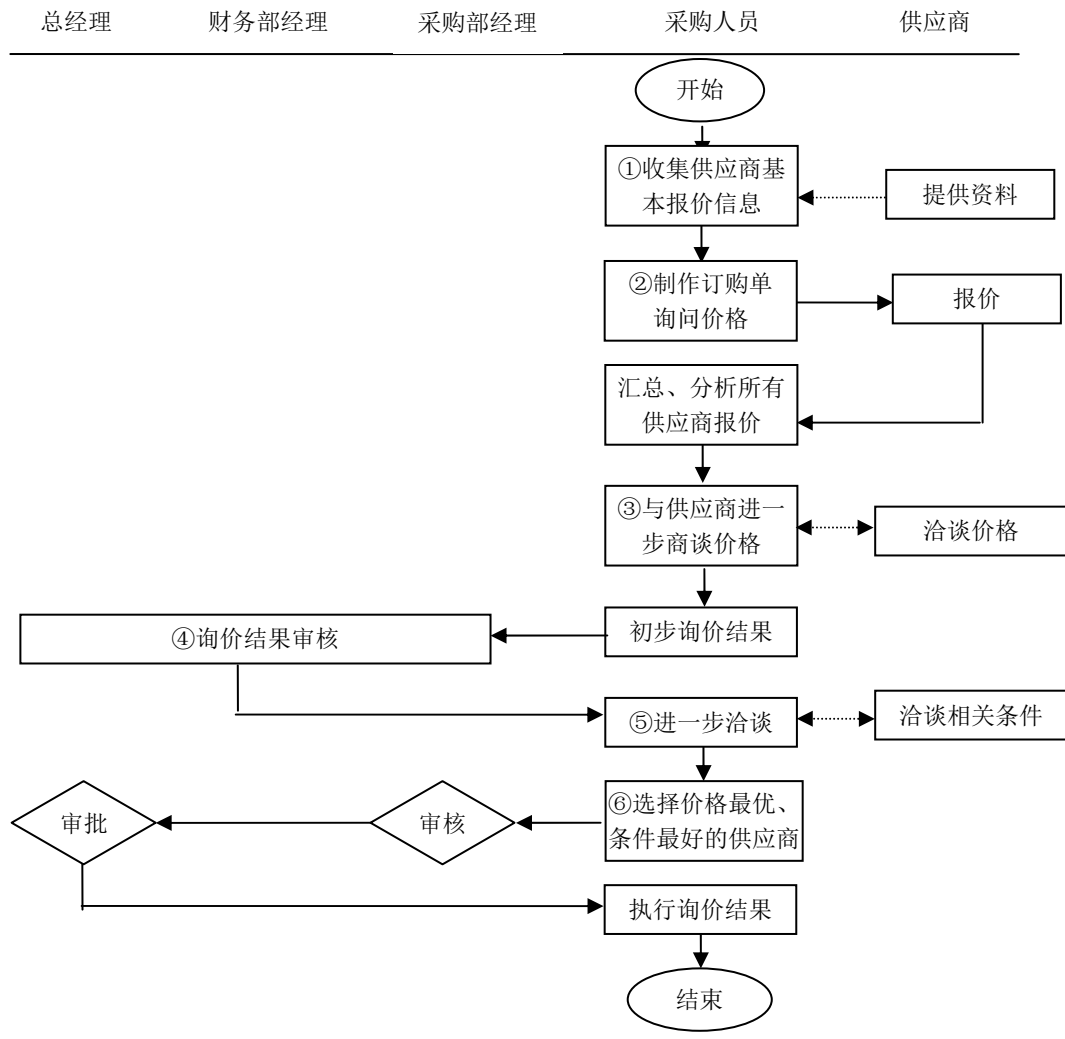 总经理 财务部经理 采购部经理 采购人员 供应商
开始
①收集供应商基
本报价信息
提供资料
②制作订购单
询问价格
报价
汇总、分析所有
供应商报价
③与供应商进一
步商谈价格
洽谈价格
④询价结果审核
初步询价结果
⑤进一步洽谈
洽谈相关条件
审批
审核
⑥选择价格最优、
条件最好的供应商
执行询价结果
结束